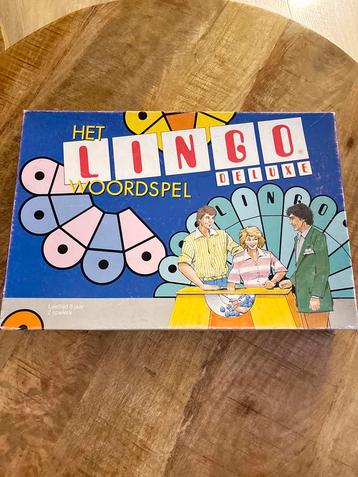 HET
LINGO
DELUXE
WOORDSPEL
LINGO
Leeftijd 8 jaar
2 spelers